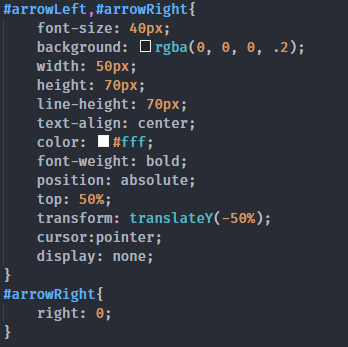 #arrowLeft,#arrowRight{
    font-size: 40px;
    background: rgba(0, 0, 0, .2);
    width: 50px;
    height: 70px;
    line-height: 70px;
    text-align: center;
    color: #fff;
    font-weight: bold;
    position: absolute;
    top: 50%;
    transform: translateY(-50%);
    cursor:pointer;
    display: none;
}
#arrowRight{
    right: 0;
}